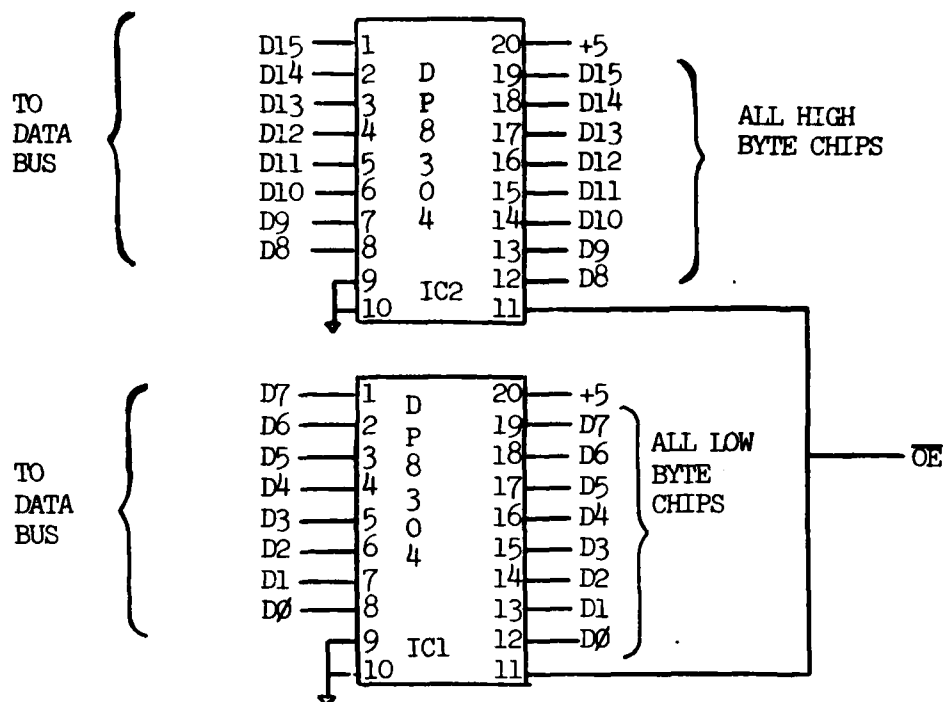 D15 1 20 +5
D14 2 D 19 D15
D13 3 P 18 D14
D12 4 8 17 D13
D11 5 3 16 D12
D10 6 0 15 D11
D9 7 4 14 D10
D8 8 13 D9
9 IC2 12 D8
10 11
TO
DATA
BUS
ALL HIGH
BYTE CHIPS
D7 1 20 +5
D6 2 D 19 D7
D5 3 P 18 D6
D4 4 8 17 D5
D3 5 3 16 D4
D2 6 0 15 D3
D1 7 4 14 D2
DØ 8 13 D1
9 IC1 12 DØ
10 11
TO
DATA
BUS
ALL LOW
BYTE
CHIPS
O̅E̅